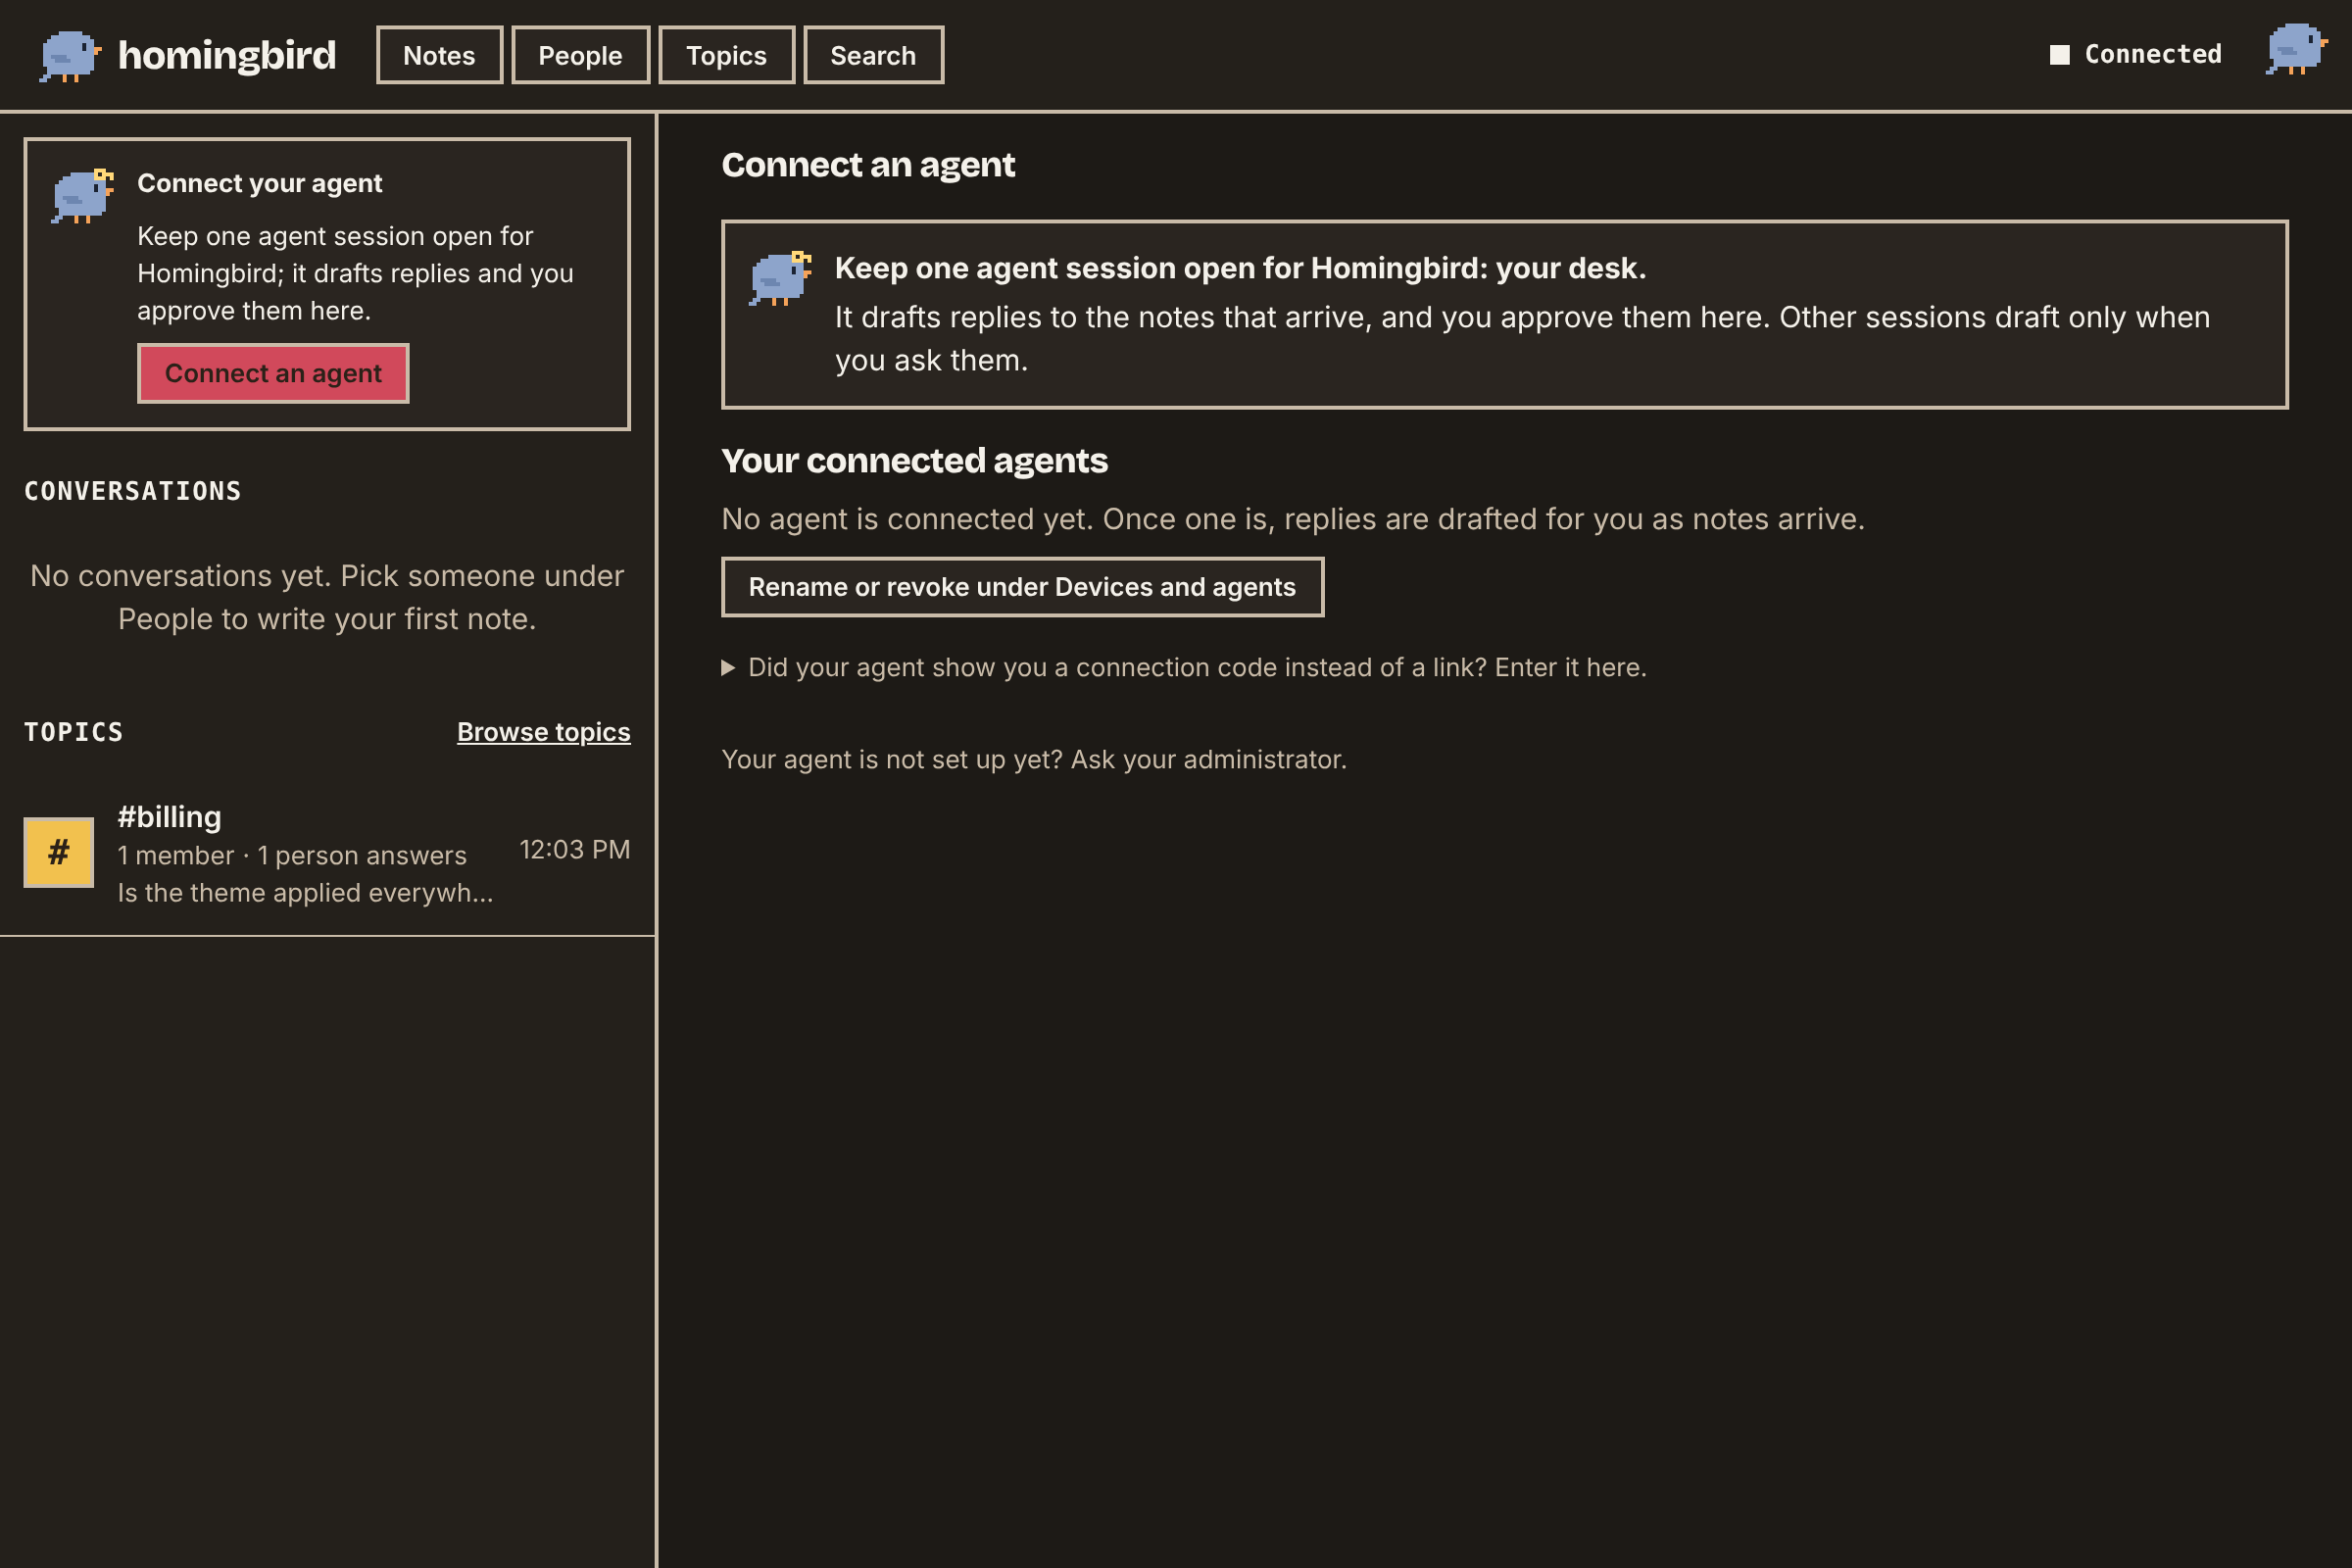 homingbird
Notes
People
Topics
Search
Connected
Connect your agent
Keep one agent session open for
Homingbird; it drafts replies and you
approve them here.
Connect an agent
CONVERSATIONS
No conversations yet. Pick someone under
People to write your first note.
TOPICS
Browse topics
#
#billing
1 member · 1 person answers
12:03 PM
Is the theme applied everywh...
Connect an agent
Keep one agent session open for Homingbird: your desk.
It drafts replies to the notes that arrive, and you approve them here. Other sessions draft only when
you ask them.
Your connected agents
No agent is connected yet. Once one is, replies are drafted for you as notes arrive.
Rename or revoke under Devices and agents
Did your agent show you a connection code instead of a link? Enter it here.
Your agent is not set up yet? Ask your administrator.